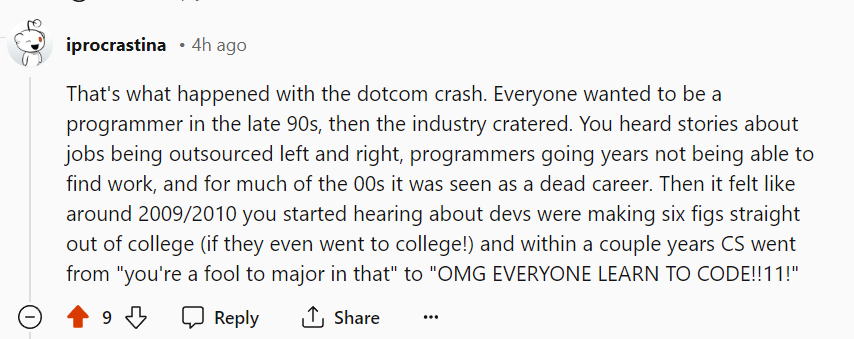 iprocrastina • 4h ago
That's what happened with the dotcom crash. Everyone wanted to be a
programmer in the late 90s, then the industry cratered. You heard stories about
jobs being outsourced left and right, programmers going years not being able to
find work, and for much of the 00s it was seen as a dead career. Then it felt like
around 2009/2010 you started hearing about devs were making six figs straight
out of college (if they even went to college!) and within a couple years CS went
from "you're a fool to major in that" to "OMG EVERYONE LEARN TO CODE!!11!"
9 Reply Share ...